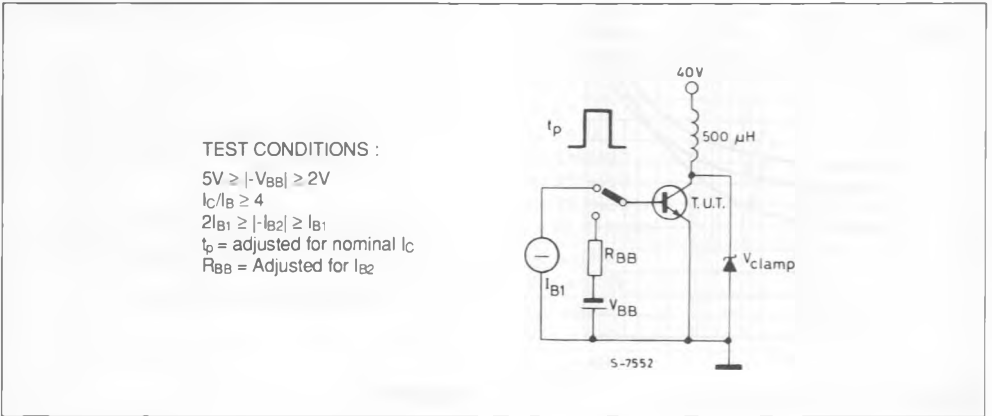 TEST CONDITIONS :
5V ≥ |-VBB| ≥ 2V
IC/IB ≥ 4
2IB1 ≥ |-IB2| ≥ IB1
tp = adjusted for nominal IC
RBB = Adjusted for IB2
40V
tp
500 μH
T.U.T.
RBB
Vclamp
IB1
VBB
S-7552